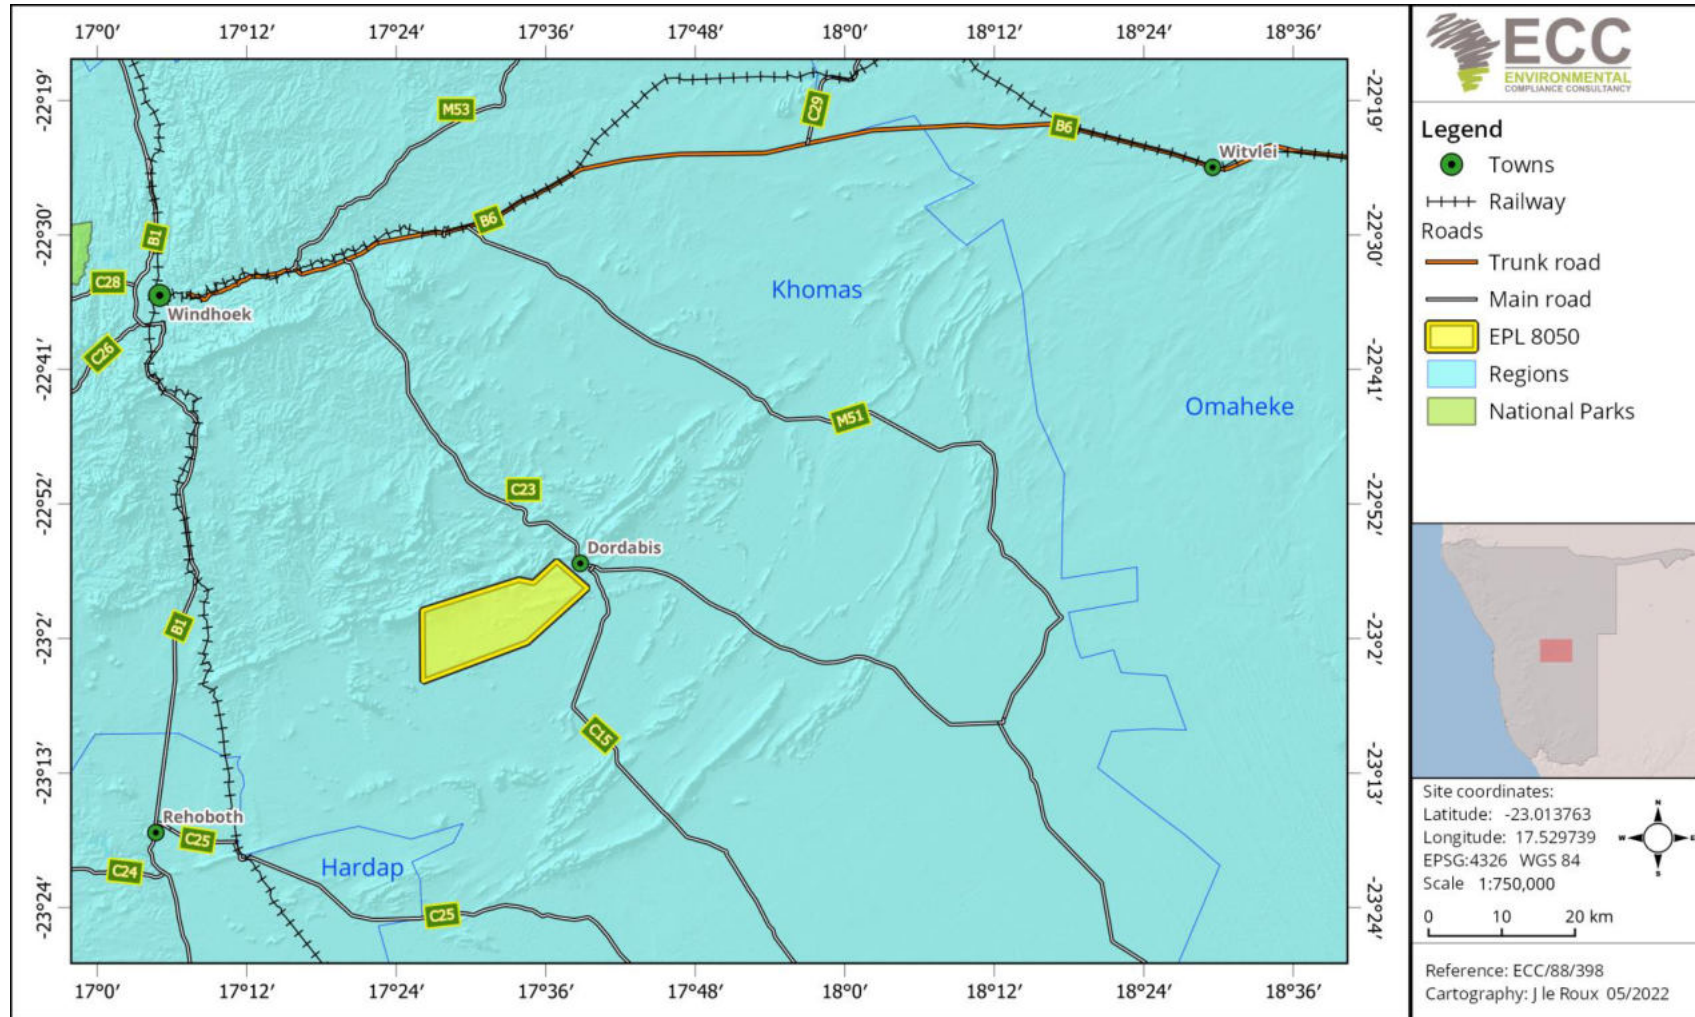 17°0′ 17°12′ 17°24′ 17°36′ 17°48′ 18°0′ 18°12′ 18°24′ 18°36′
-22°19′
-22°30′
-22°41′
-22°52′
-23°2′
-23°13′
-23°24′
M53
C29
B6
Witvlei
B1
B6
C28
Windhoek
Khomas
C26
Omaheke
M51
C23
Dordabis
B1
C15
Rehoboth
C25
C24
Hardap
C25
-22°19′
-22°30′
-22°41′
-22°52′
-23°2′
-23°13′
-23°24′
17°0′ 17°12′ 17°24′ 17°36′ 17°48′ 18°0′ 18°12′ 18°24′ 18°36′
ECC
ENVIRONMENTAL
COMPLIANCE CONSULTANCY
Legend
Towns
Railway
Roads
Trunk road
Main road
EPL 8050
Regions
National Parks
Site coordinates:
Latitude: -23.013763
Longitude: 17.529739
EPSG:4326 WGS 84
Scale 1:750,000
N
W E
S
0 10 20 km
Reference: ECC/88/398
Cartography: J le Roux 05/2022